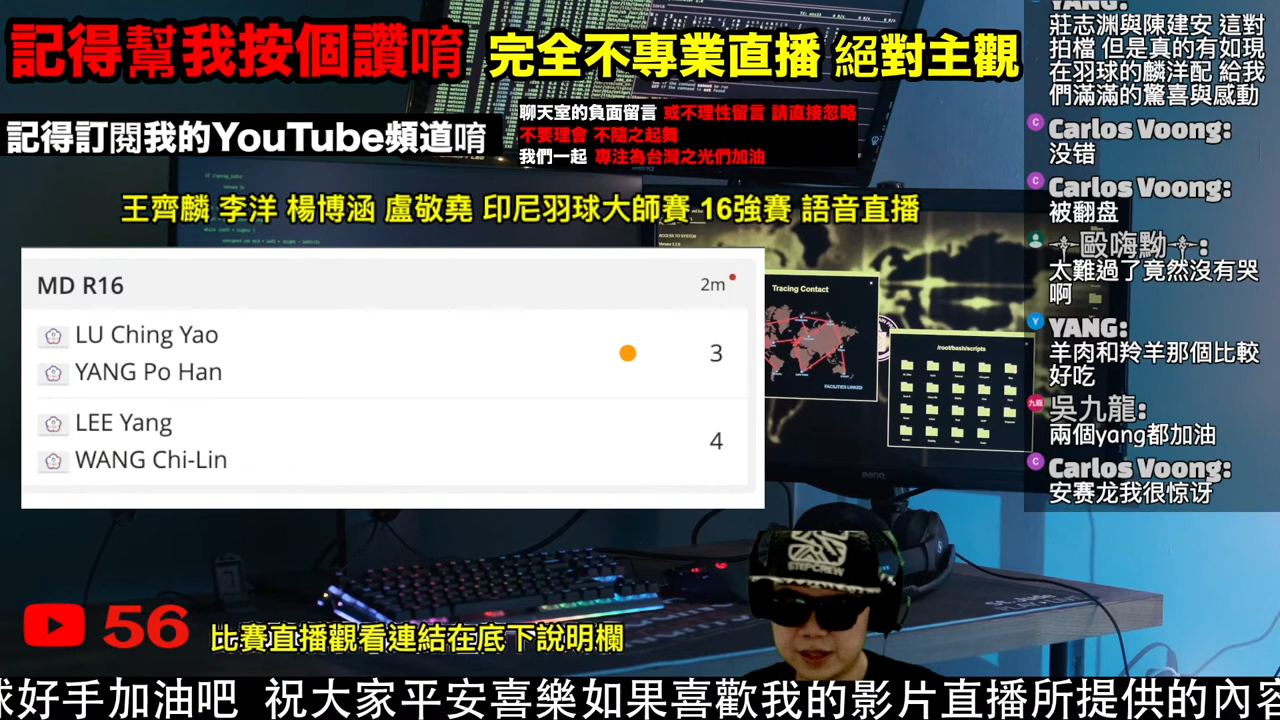 記得幫我按個讚唷
完全不專業直播 絕對主觀
聊天室的負面留言 或不理性留言 請直接忽略
不要理會 不隨之起舞
我們一起 專注為台灣之光們加油
記得訂閱我的YouTube頻道唷
王齊麟 李洋 楊博涵 盧敬堯 印尼羽球大師賽 16強賽 語音直播
MD R16
2m
LU Ching Yao
YANG Po Han
3
LEE Yang
WANG Chi-Lin
4
Tracing Contact
FACILITIES LINKED
/root/bash/scripts
BENQ
STEPCREW
56
比賽直播觀看連結在底下說明欄
球好手加油吧 祝大家平安喜樂如果喜歡我的影片直播所提供的內容
YANG:
莊志渊與陳建安 這對
拍檔 但是真的有如現
在羽球的麟洋配 給我
們滿滿的驚喜與感動
Carlos Voong:
没错
Carlos Voong:
被翻盘
毆嗨黝:
太難過了竟然沒有哭
啊
YANG:
羊肉和羚羊那個比較
好吃
吳九龍:
兩個yang都加油
Carlos Voong:
安赛龙我很惊讶